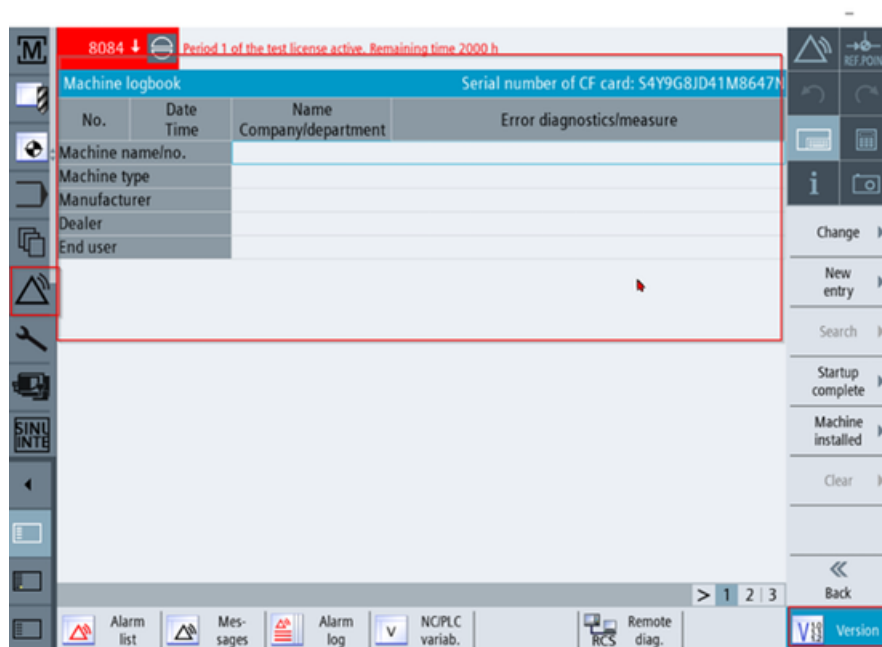 M
8084 Period 1 of the test license active. Remaining time 2000 h
REF.POIN
Machine logbook Serial number of CF card: S4Y9G8JD41M8647N
No. Date Name Error diagnostics/measure
Time Company/department
Machine name/no.
Machine type
Manufacturer
Dealer
End user
i
Change
New
entry
Search
Startup
complete
Machine
installed
Clear
SINU
INTE
Back
> 1 2 3
Alarm Mes- Alarm NC/PLC Remote
list sages log V variab. RCS diag.
Version